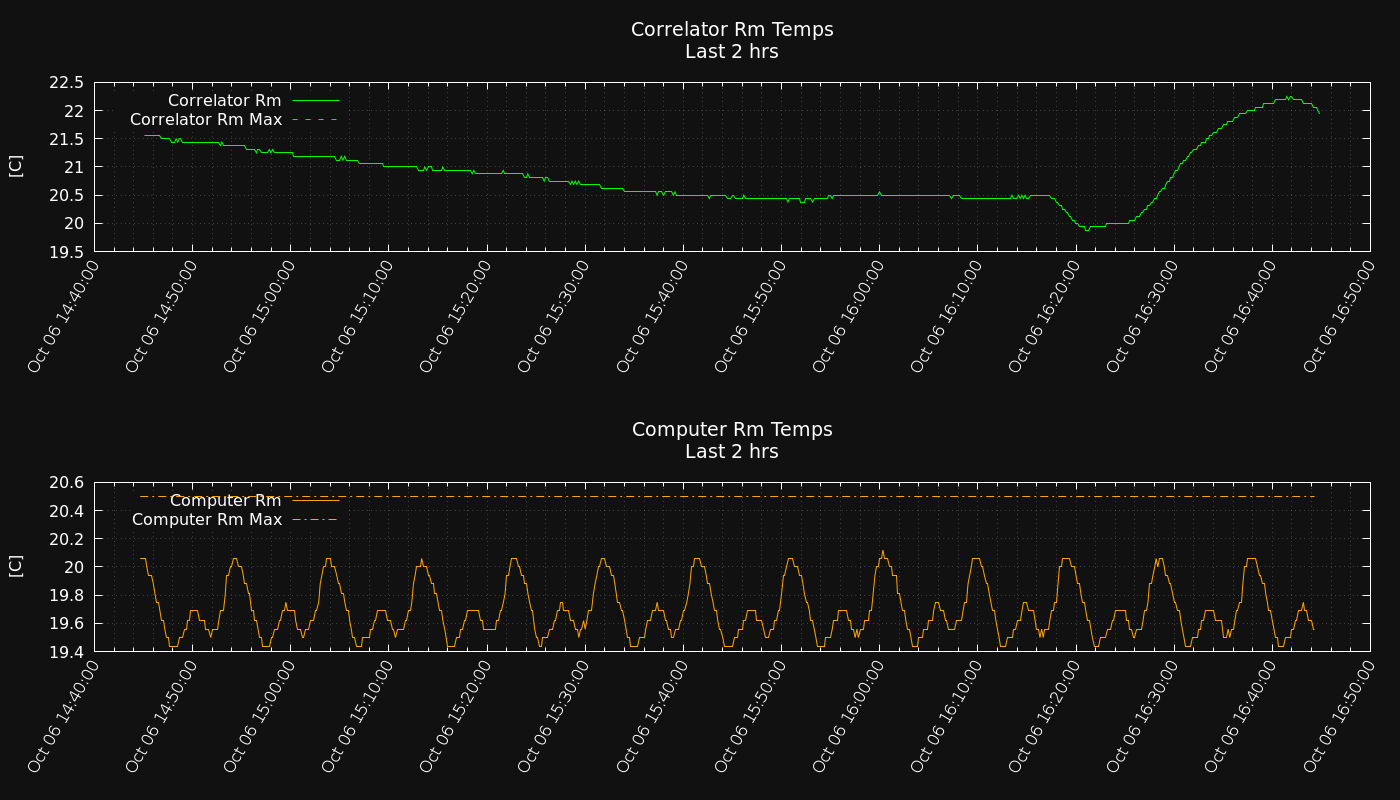 Correlator Rm Temps
Last 2 hrs
22.5
22
21.5
21
20.5
20
19.5
[C]
Correlator Rm
Correlator Rm Max
Oct 06 14:40:00
Oct 06 14:50:00
Oct 06 15:00:00
Oct 06 15:10:00
Oct 06 15:20:00
Oct 06 15:30:00
Oct 06 15:40:00
Oct 06 15:50:00
Oct 06 16:00:00
Oct 06 16:10:00
Oct 06 16:20:00
Oct 06 16:30:00
Oct 06 16:40:00
Oct 06 16:50:00
Computer Rm Temps
Last 2 hrs
20.6
20.4
20.2
20
19.8
19.6
19.4
[C]
Computer Rm
Computer Rm Max
Oct 06 14:40:00
Oct 06 14:50:00
Oct 06 15:00:00
Oct 06 15:10:00
Oct 06 15:20:00
Oct 06 15:30:00
Oct 06 15:40:00
Oct 06 15:50:00
Oct 06 16:00:00
Oct 06 16:10:00
Oct 06 16:20:00
Oct 06 16:30:00
Oct 06 16:40:00
Oct 06 16:50:00